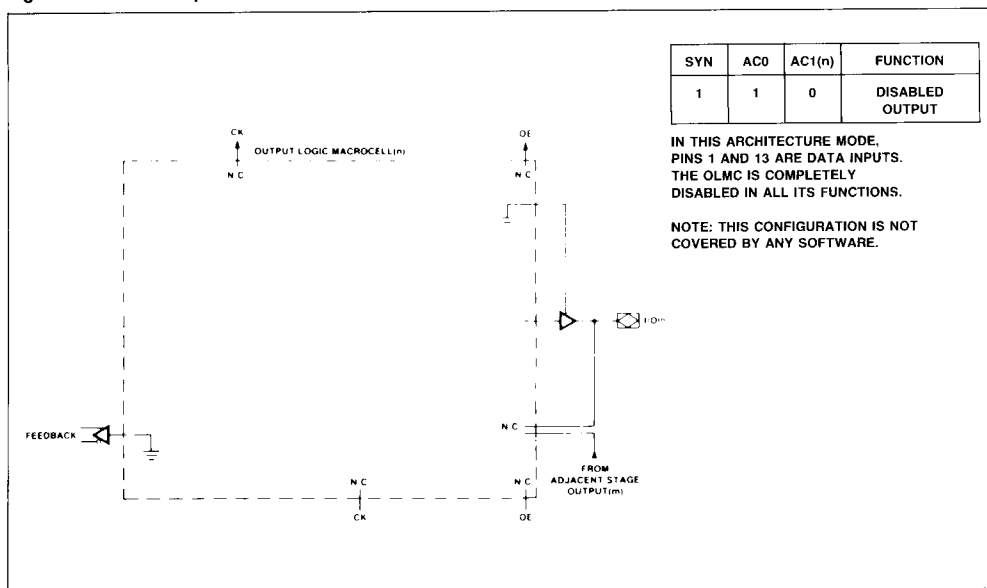 SYN AC0 AC1(n) FUNCTION
1 1 0 DISABLED
OUTPUT
IN THIS ARCHITECTURE MODE,
PINS 1 AND 13 ARE DATA INPUTS.
THE OLMC IS COMPLETELY
DISABLED IN ALL ITS FUNCTIONS.
NOTE: THIS CONFIGURATION IS NOT
COVERED BY ANY SOFTWARE.
CK
OUTPUT LOGIC MACROCELL(n)
OE
N C
N C
N C
FEEDBACK
FROM
ADJACENT STAGE
OUTPUT(m)
N C
N C
CK
OE